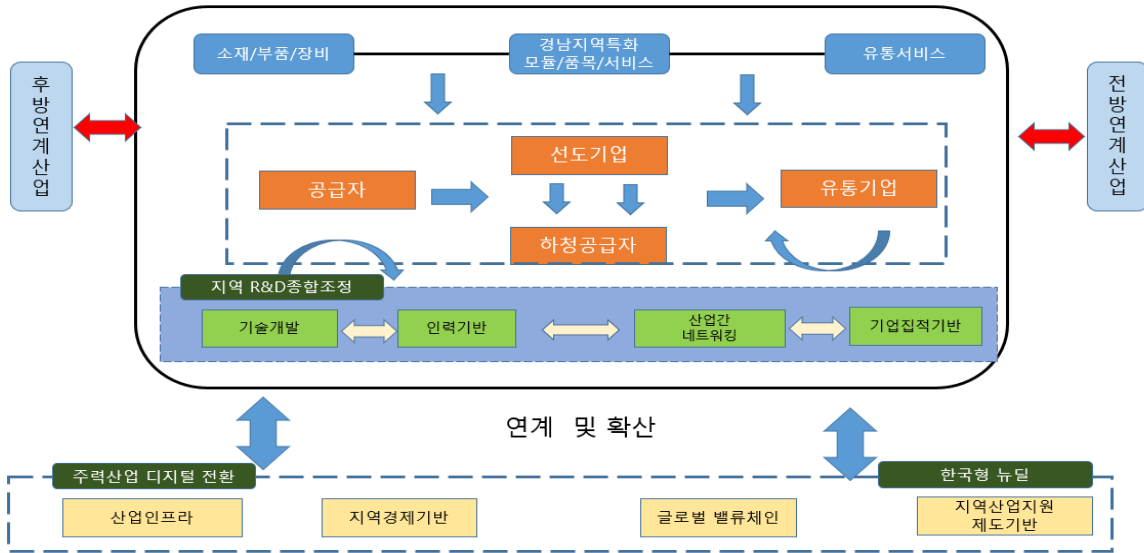 소재/부품/장비
경남지역특화
모듈/품목/서비스
유통서비스
후방연계산업
전방연계산업
선도기업
공급자
유통기업
하청공급자
지역 R&D종합조정
기술개발
인력기반
산업간
네트워킹
기업집적기반
연계 및 확산
주력산업 디지털 전환
한국형 뉴딜
산업인프라
지역경제기반
글로벌 밸류체인
지역산업지원
제도기반